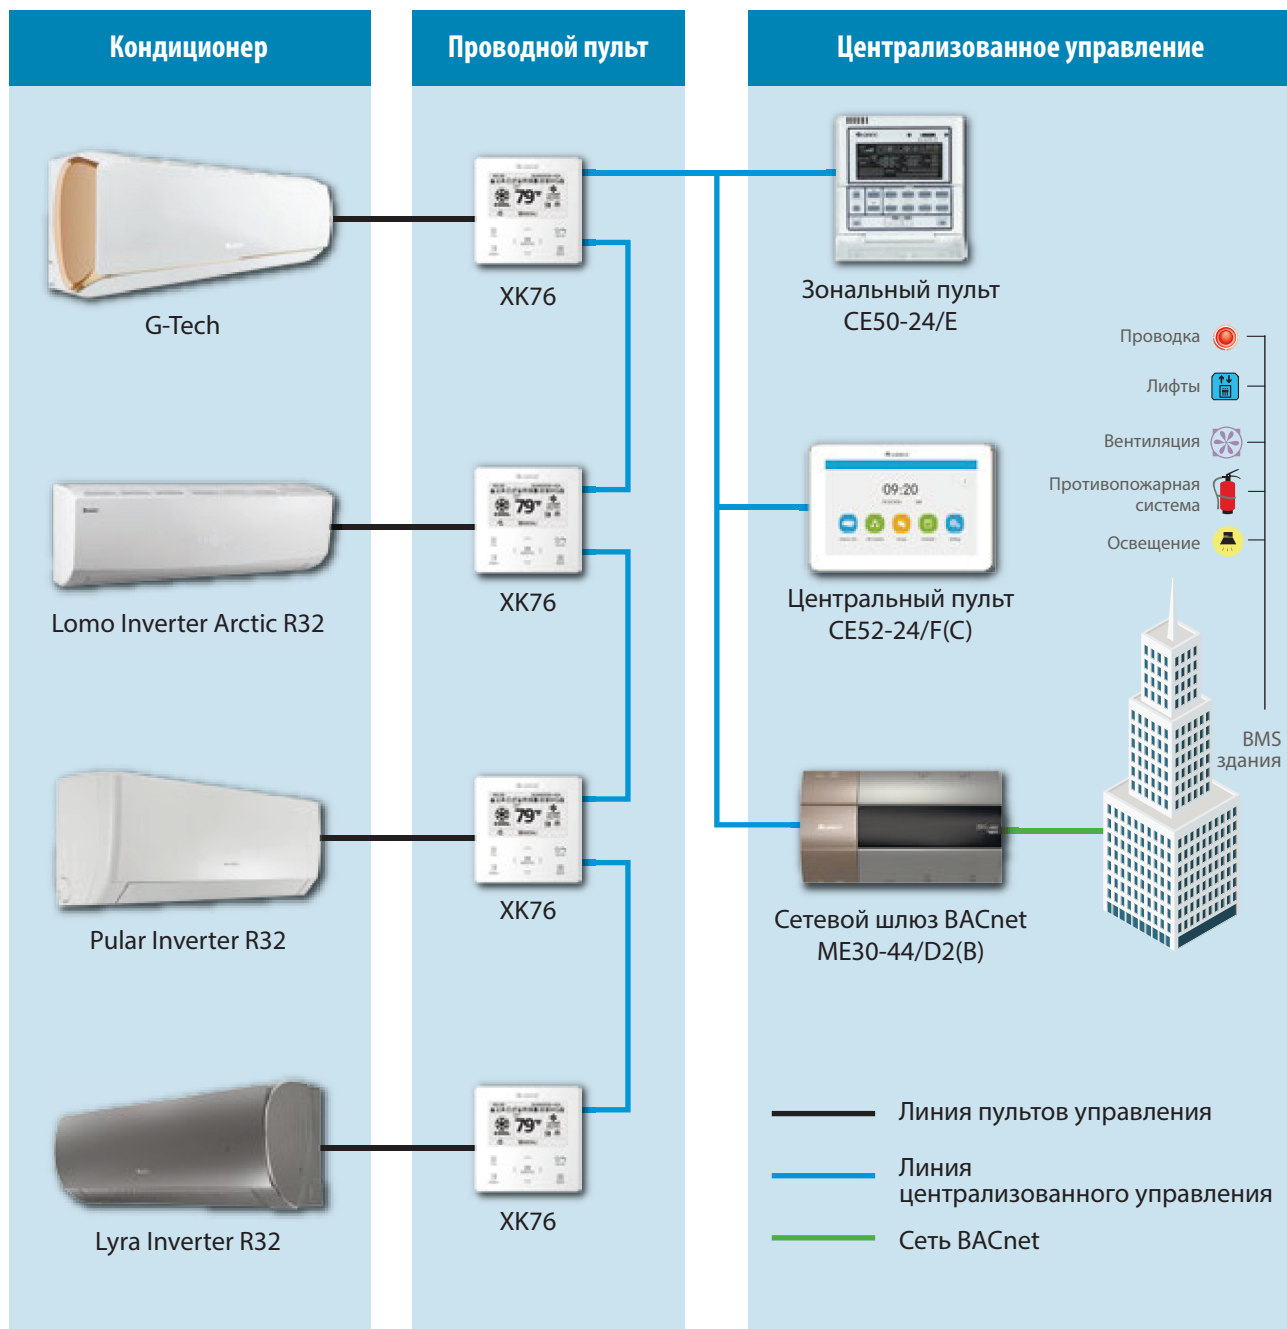 Кондиционер
Проводной пульт
Централизованное управление
G-Tech
XK76
Зональный пульт
CE50-24/E
Проводка
Лифты
Вентиляция
Противопожарная
система
Освещение
BMS
здания
79
09:20
Lomo Inverter Arctic R32
79
XK76
Центральный пульт
CE52-24/F(C)
Pular Inverter R32
79
XK76
Сетевой шлюз BACnet
ME30-44/D2(B)
Lyra Inverter R32
79
XK76
Линия пультов управления
Линия
централизованного управления
Сеть BACnet